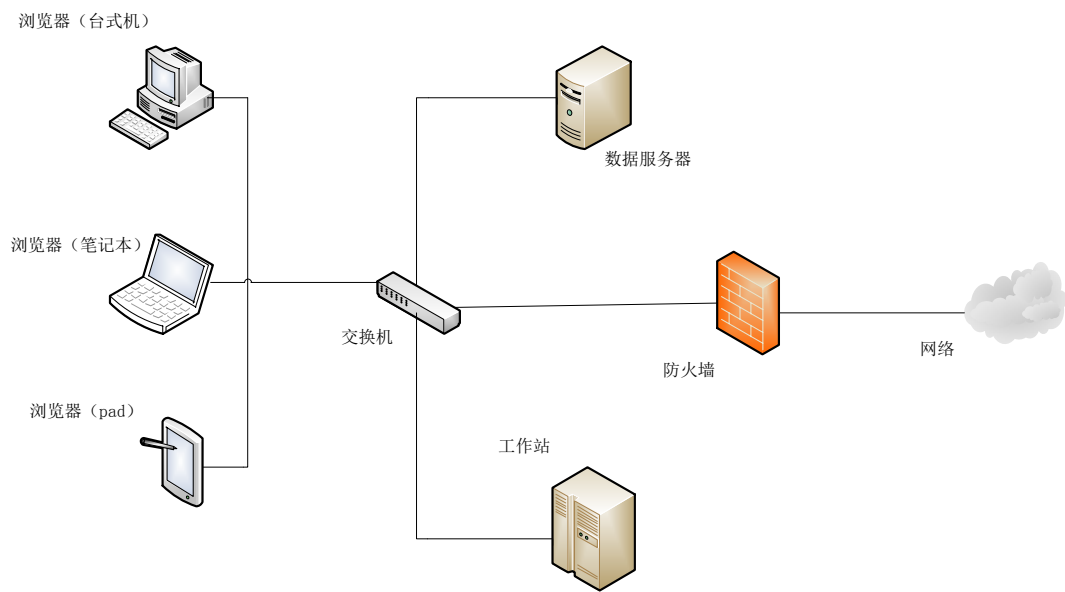 浏览器（台式机）
数据服务器
浏览器（笔记本）
交换机
防火墙
网络
浏览器（pad）
工作站